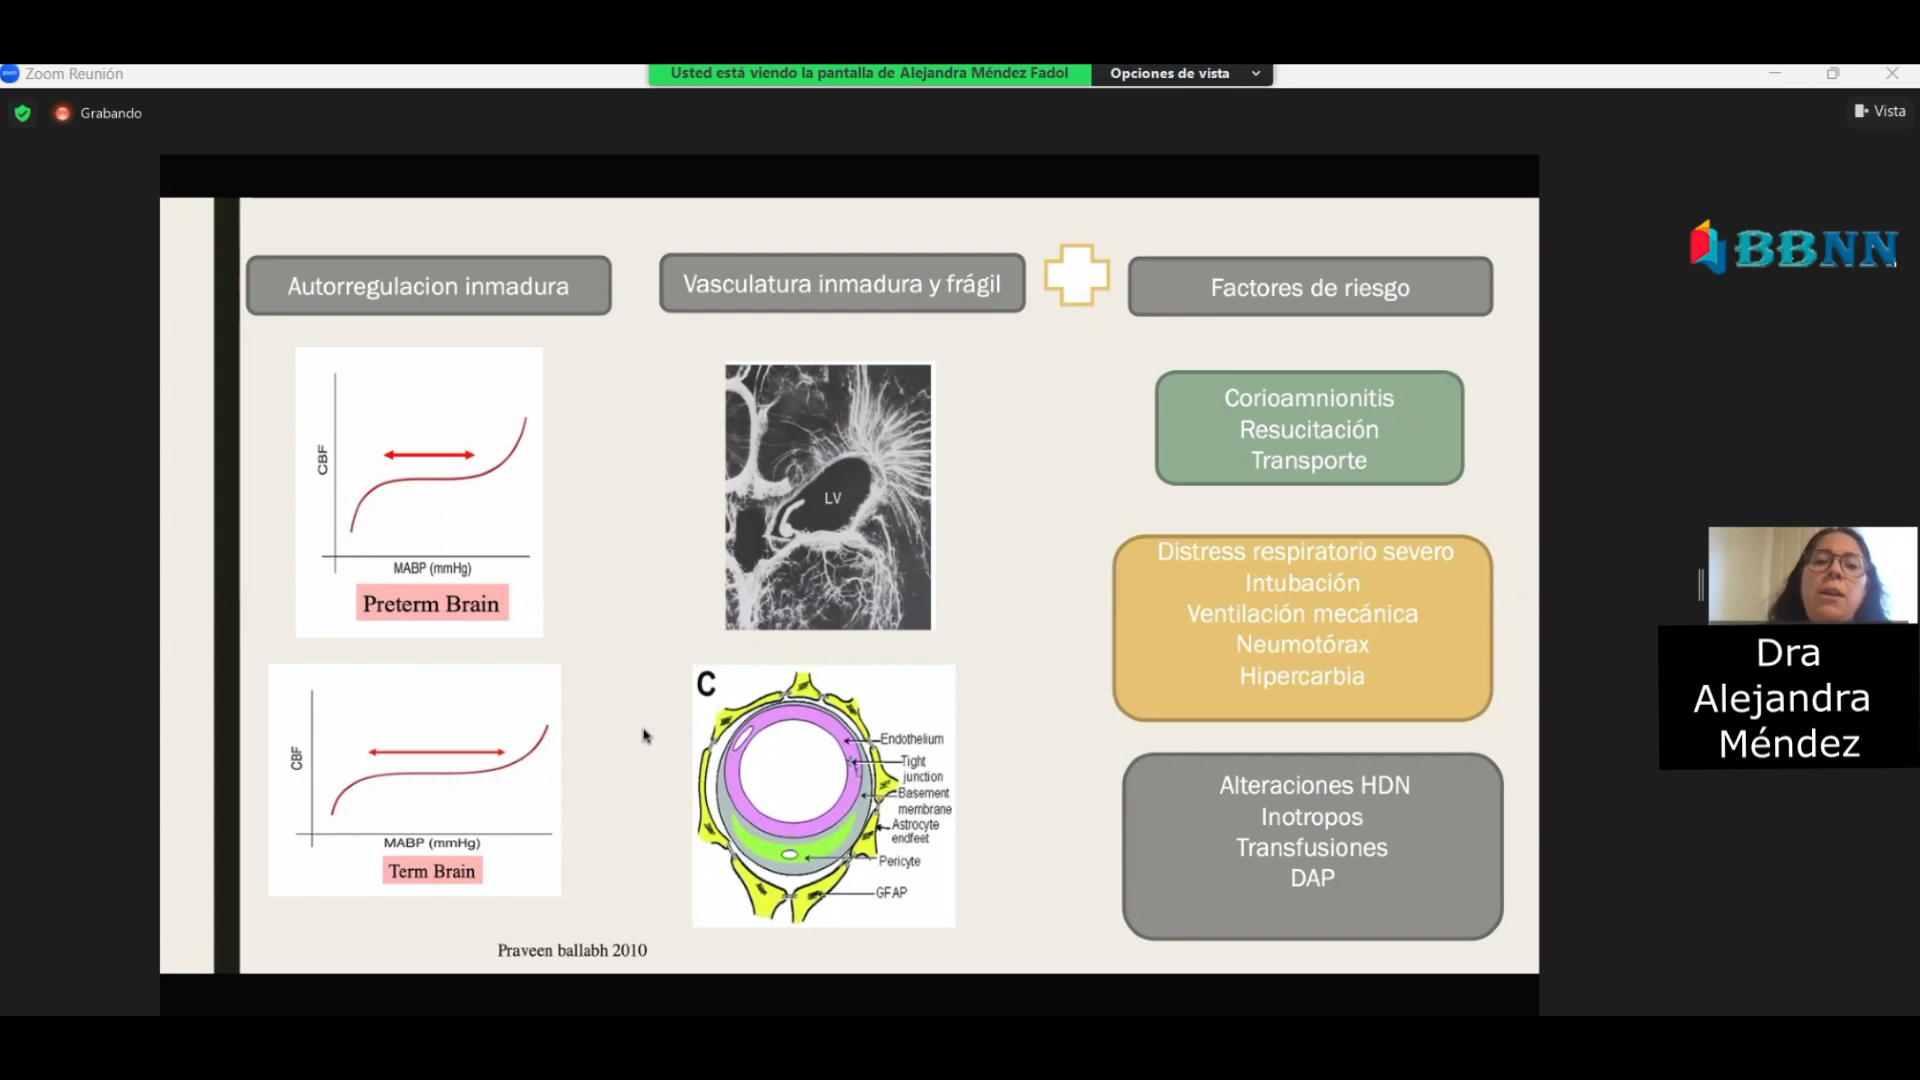 zoom
Zoom Reunión
Usted está viendo la pantalla de Alejandra Méndez Fadol
Opciones de vista
Grabando
Vista
Autorregulacion inmadura
Vasculatura inmadura y frágil
Factores de riesgo
CBF
MABP (mmHg)
Preterm Brain
CBF
MABP (mmHg)
Term Brain
LV
C
Endothelium
Tight
junction
Basement
membrane
Astrocyte
endfeet
Pericyte
GFAP
Praveen ballabh 2010
Corioamnionitis
Resucitación
Transporte
Distress respiratorio severo
Intubación
Ventilación mecánica
Neumotórax
Hipercarbia
Alteraciones HDN
Inotropos
Transfusiones
DAP
BBNN
Dra
Alejandra
Méndez